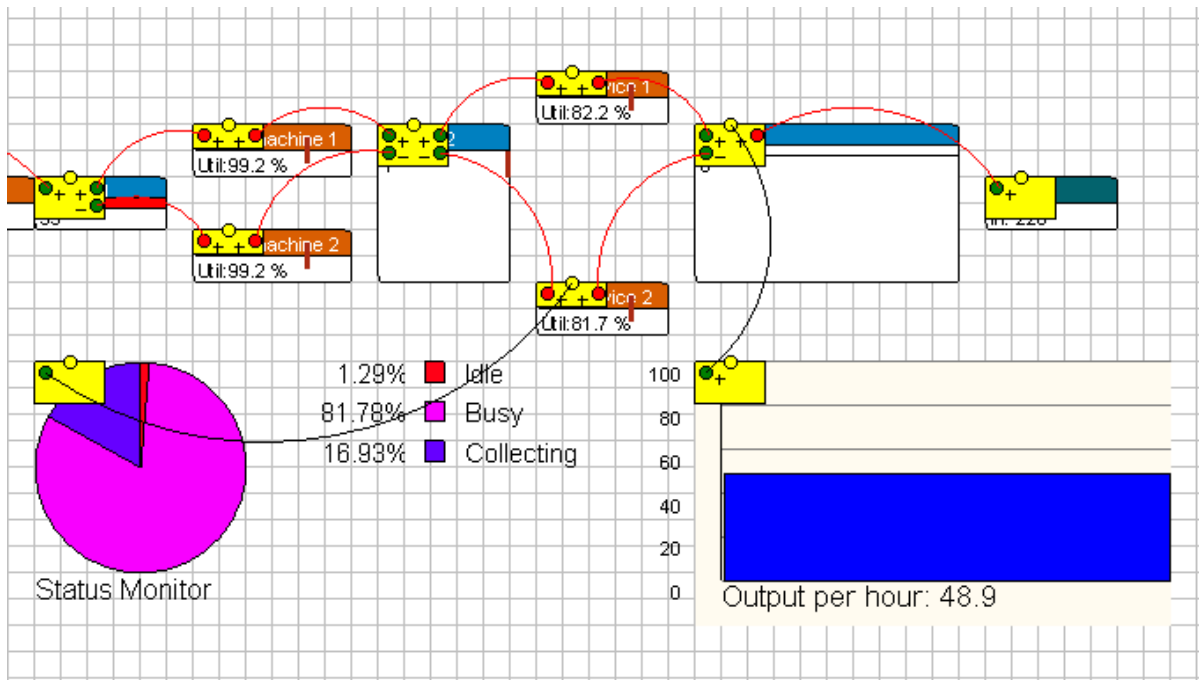 vice 1
Util:82.2 %
achine 1
2
Util:99.2 %
achine 2
Util:99.2 %
vice 2
Util:81.7 %
1.29% Idle
81.78% Busy
16.93% Collecting
Status Monitor
100
80
60
40
20
0
Output per hour: 48.9